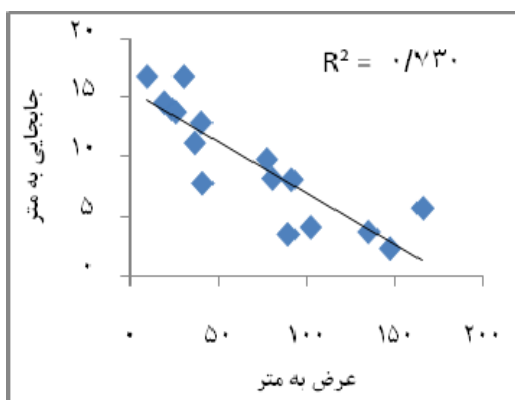 R² = ۰/۷۳۰
۲۰
۱۵
۱۰
۵
۰
جابجایی به متر
۰ ۵۰ ۱۰۰ ۱۵۰ ۲۰۰
عرض به متر